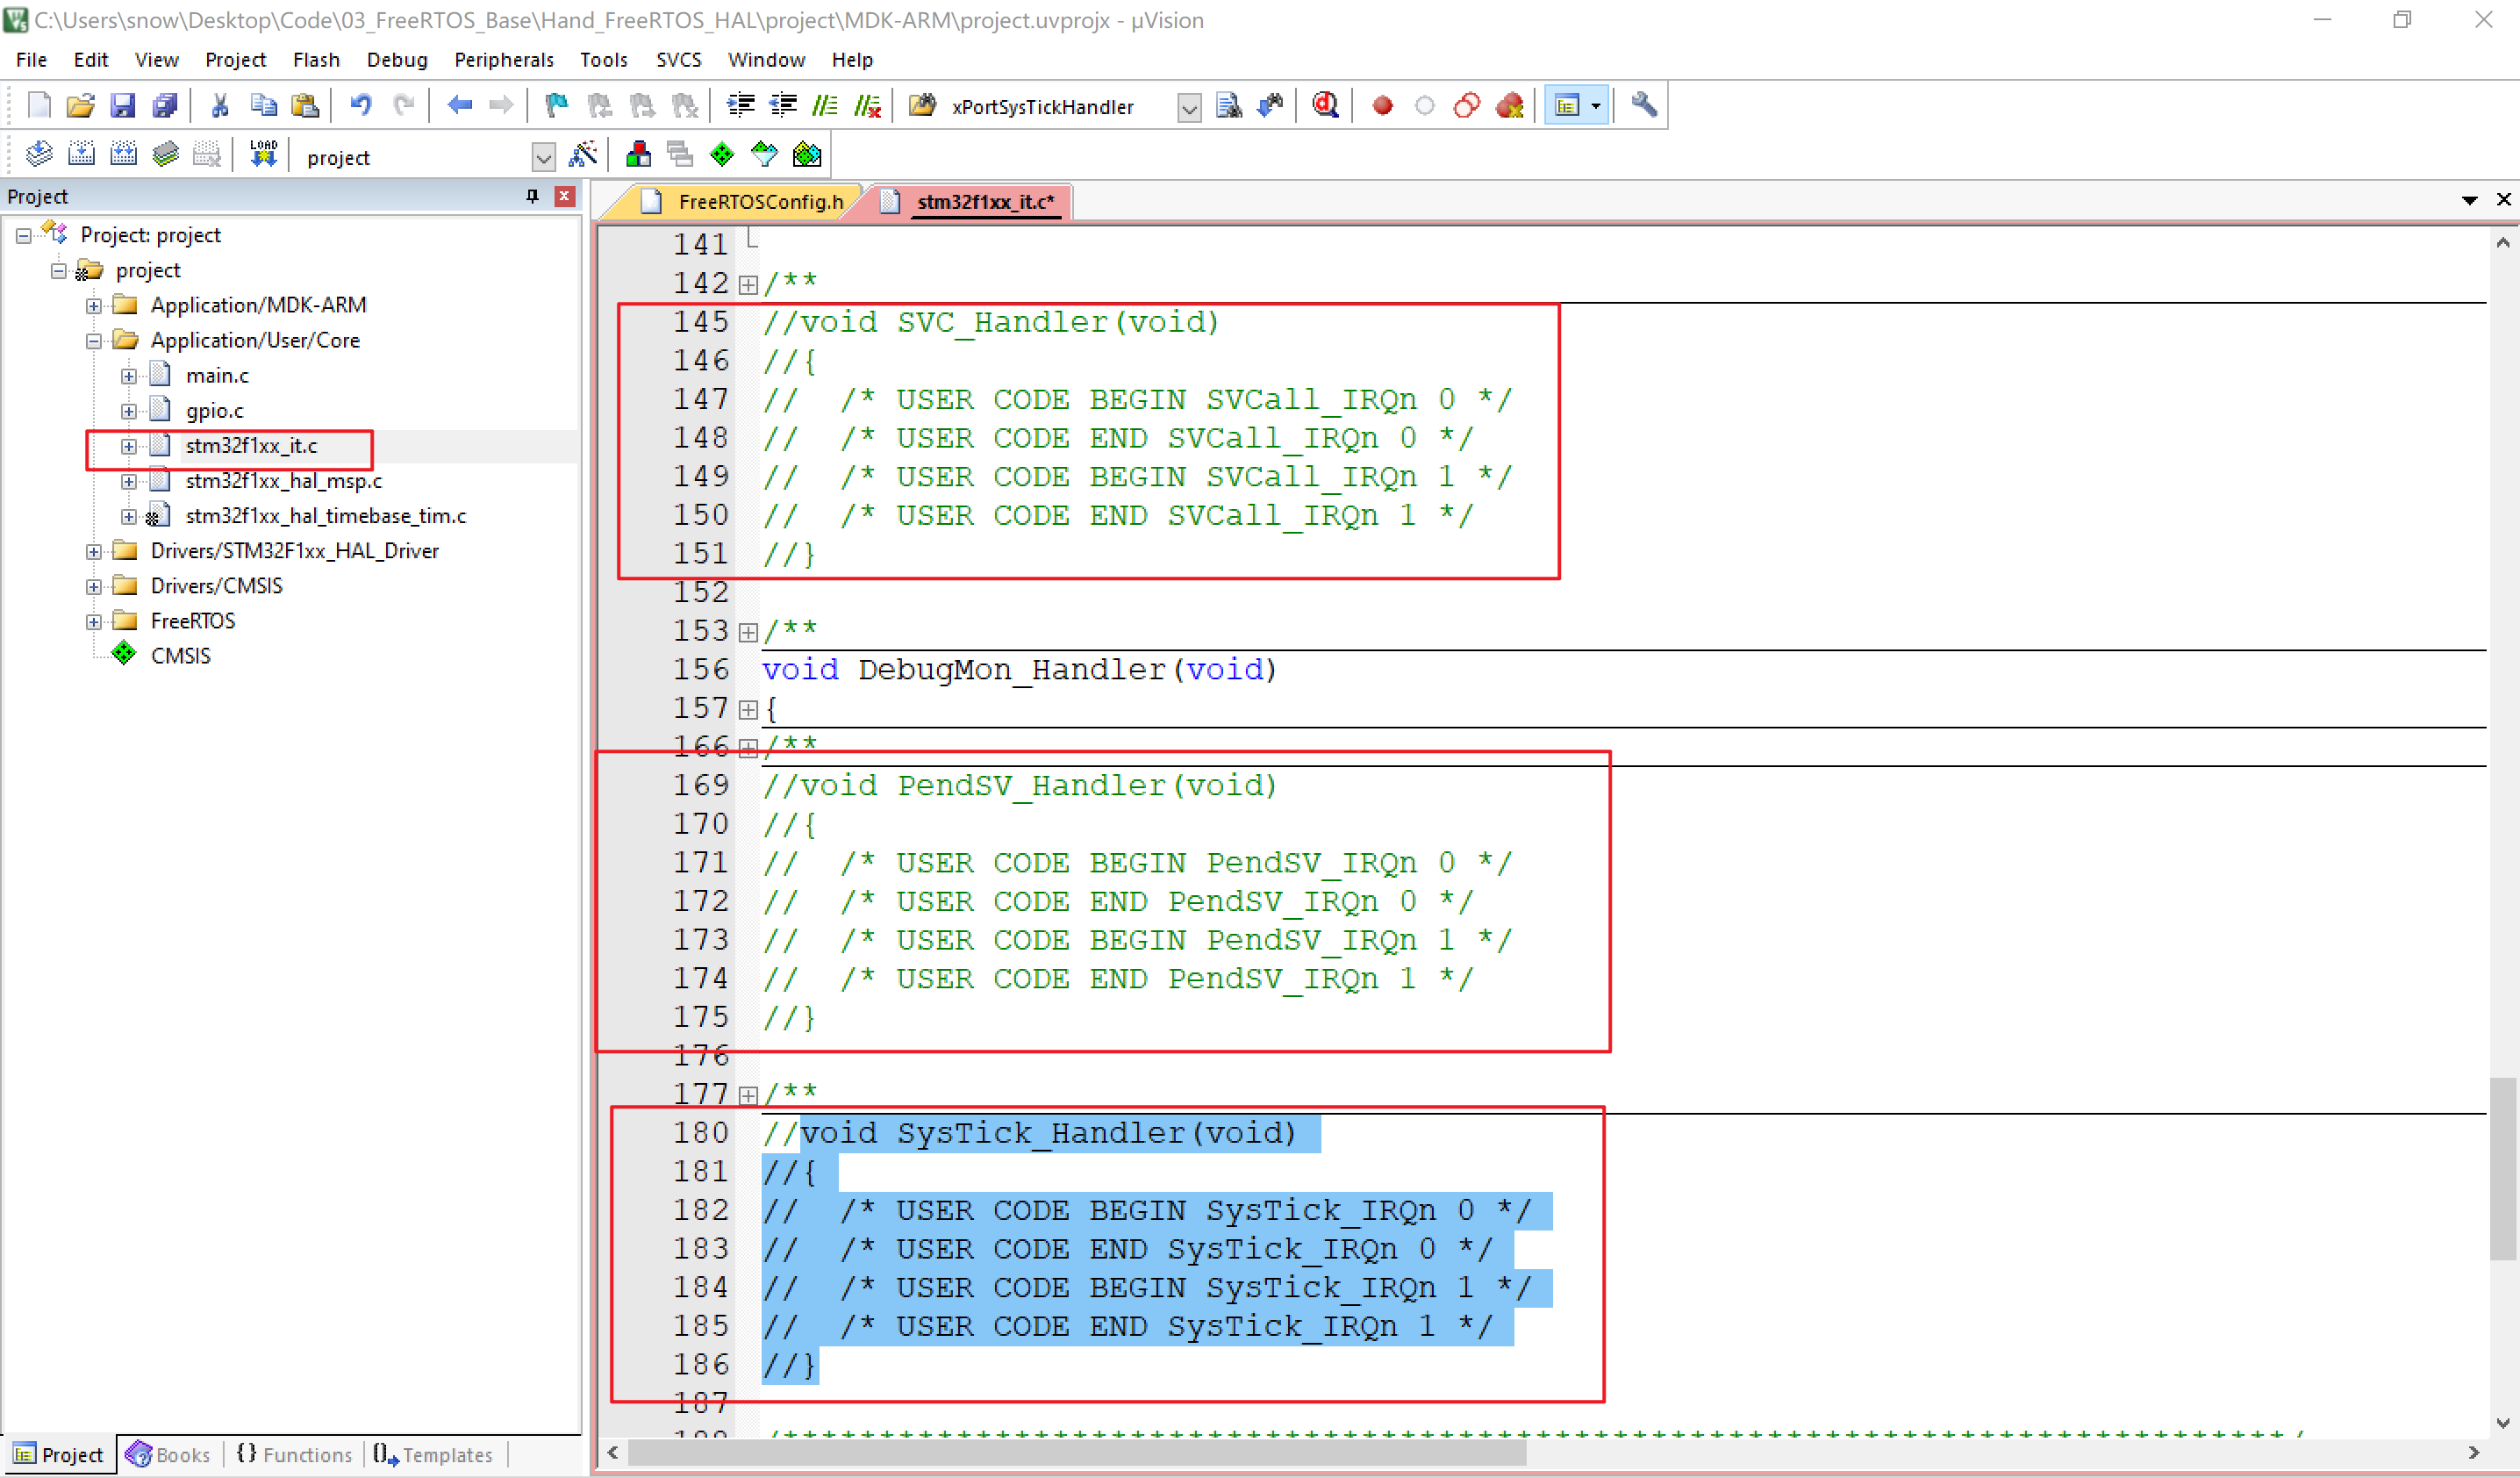 C:\Users\snow\Desktop\Code\03_FreeRTOS_Base\Hand_FreeRTOS_HAL\project\MDK-ARM\project.uvprojx - µVision
File Edit View Project Flash Debug Peripherals Tools SVCS Window Help
xPortSysTickHandler
LOAD
project
Project
FreeRTOSConfig.h
stm32f1xx_it.c*
Project: project
project
Application/MDK-ARM
Application/User/Core
main.c
gpio.c
stm32f1xx_it.c
stm32f1xx_hal_msp.c
stm32f1xx_hal_timebase_tim.c
Drivers/STM32F1xx_HAL_Driver
Drivers/CMSIS
FreeRTOS
CMSIS
141
142 /**
145 //void SVC_Handler(void)
146 //{
147 //  /* USER CODE BEGIN SVCall_IRQn 0 */
148 //  /* USER CODE END SVCall_IRQn 0 */
149 //  /* USER CODE BEGIN SVCall_IRQn 1 */
150 //  /* USER CODE END SVCall_IRQn 1 */
151 //}
152
153 /**
156 void DebugMon_Handler(void)
157 {
166 /**
169 //void PendSV_Handler(void)
170 //{
171 //  /* USER CODE BEGIN PendSV_IRQn 0 */
172 //  /* USER CODE END PendSV_IRQn 0 */
173 //  /* USER CODE BEGIN PendSV_IRQn 1 */
174 //  /* USER CODE END PendSV_IRQn 1 */
175 //}
176
177 /**
180 //void SysTick_Handler(void)
181 //{
182 //  /* USER CODE BEGIN SysTick_IRQn 0 */
183 //  /* USER CODE END SysTick_IRQn 0 */
184 //  /* USER CODE BEGIN SysTick_IRQn 1 */
185 //  /* USER CODE END SysTick_IRQn 1 */
186 //}
187
Project Books {} Functions Templates